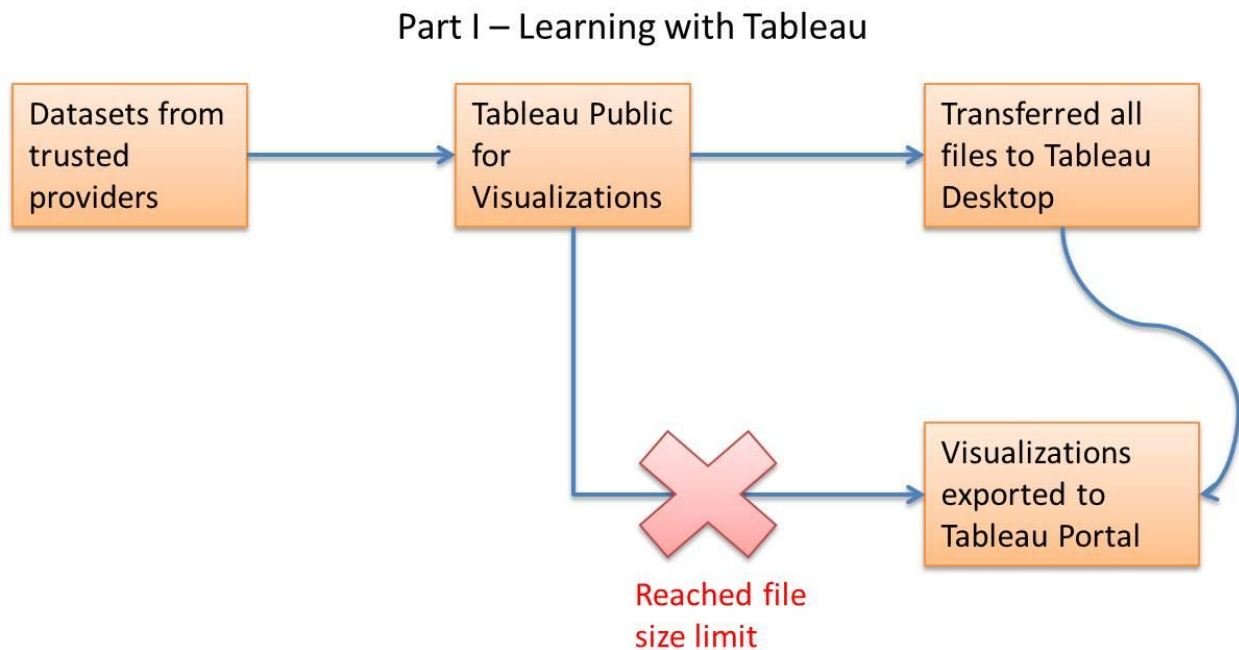 Part I – Learning with Tableau
Datasets from
trusted
providers
Tableau Public
for
Visualizations
Transferred all
files to Tableau
Desktop
Visualizations
exported to
Tableau Portal
Reached file
size limit